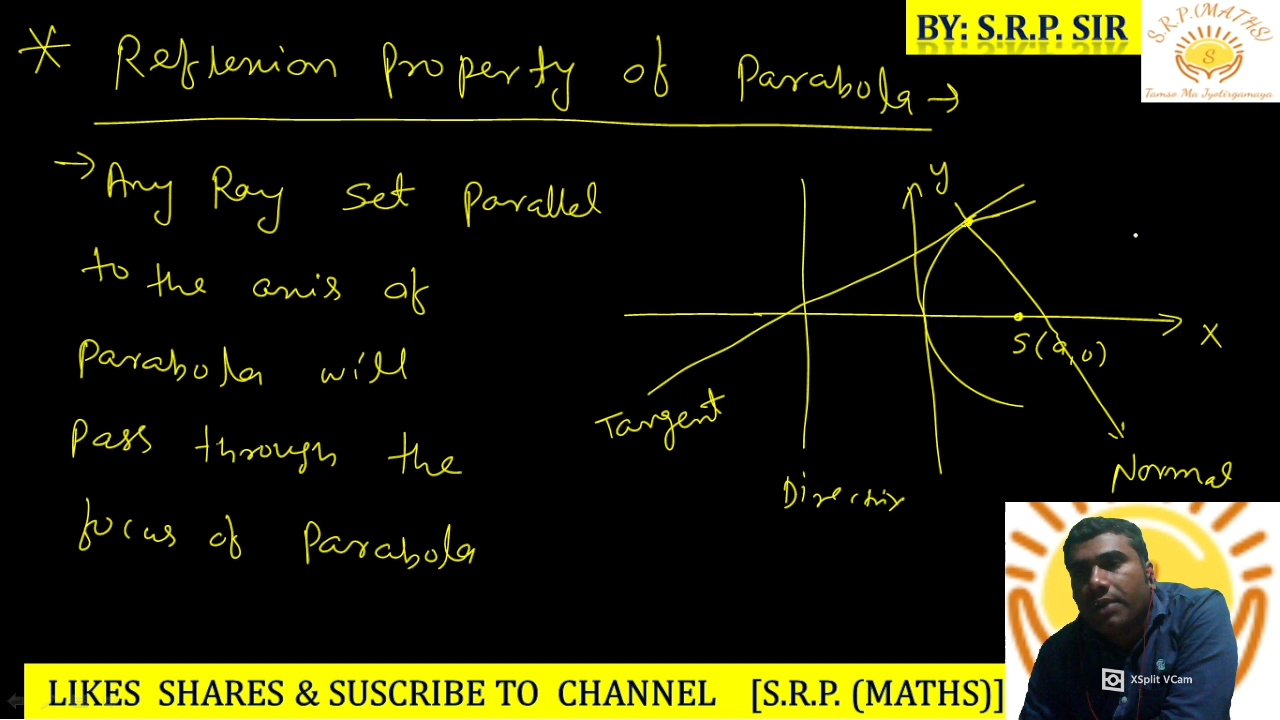 * Reflexion Property of Parabola →
BY: S.R.P. SIR
S.R.P.(MATHS)
S
Tamso Ma Jyotirgamaya
→ Any Ray Set Parallel
to the axis of
Parabola will
Pass through the
focus of Parabola
y
X
S(a,0)
Tangent
Directrix
Normal
XSplit VCam
LIKES SHARES & SUSCRIBE TO CHANNEL [S.R.P. (MATHS)]